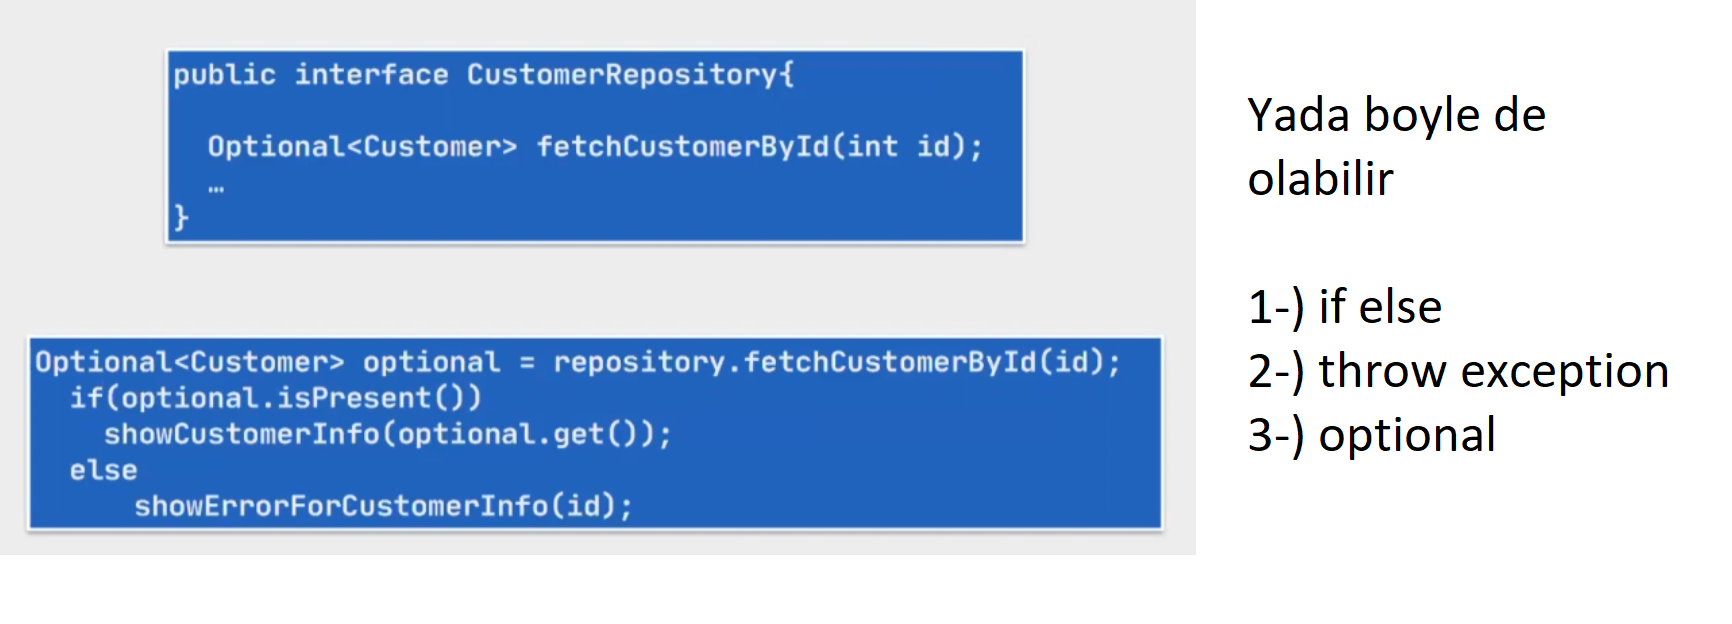 public interface CustomerRepository{
Optional<Customer> fetchCustomerById(int id);
…
}
Optional<Customer> optional = repository.fetchCustomerById(id);
if(optional.isPresent())
showCustomerInfo(optional.get());
else
showErrorForCustomerInfo(id);
Yada boyle de
olabilir
1-) if else
2-) throw exception
3-) optional